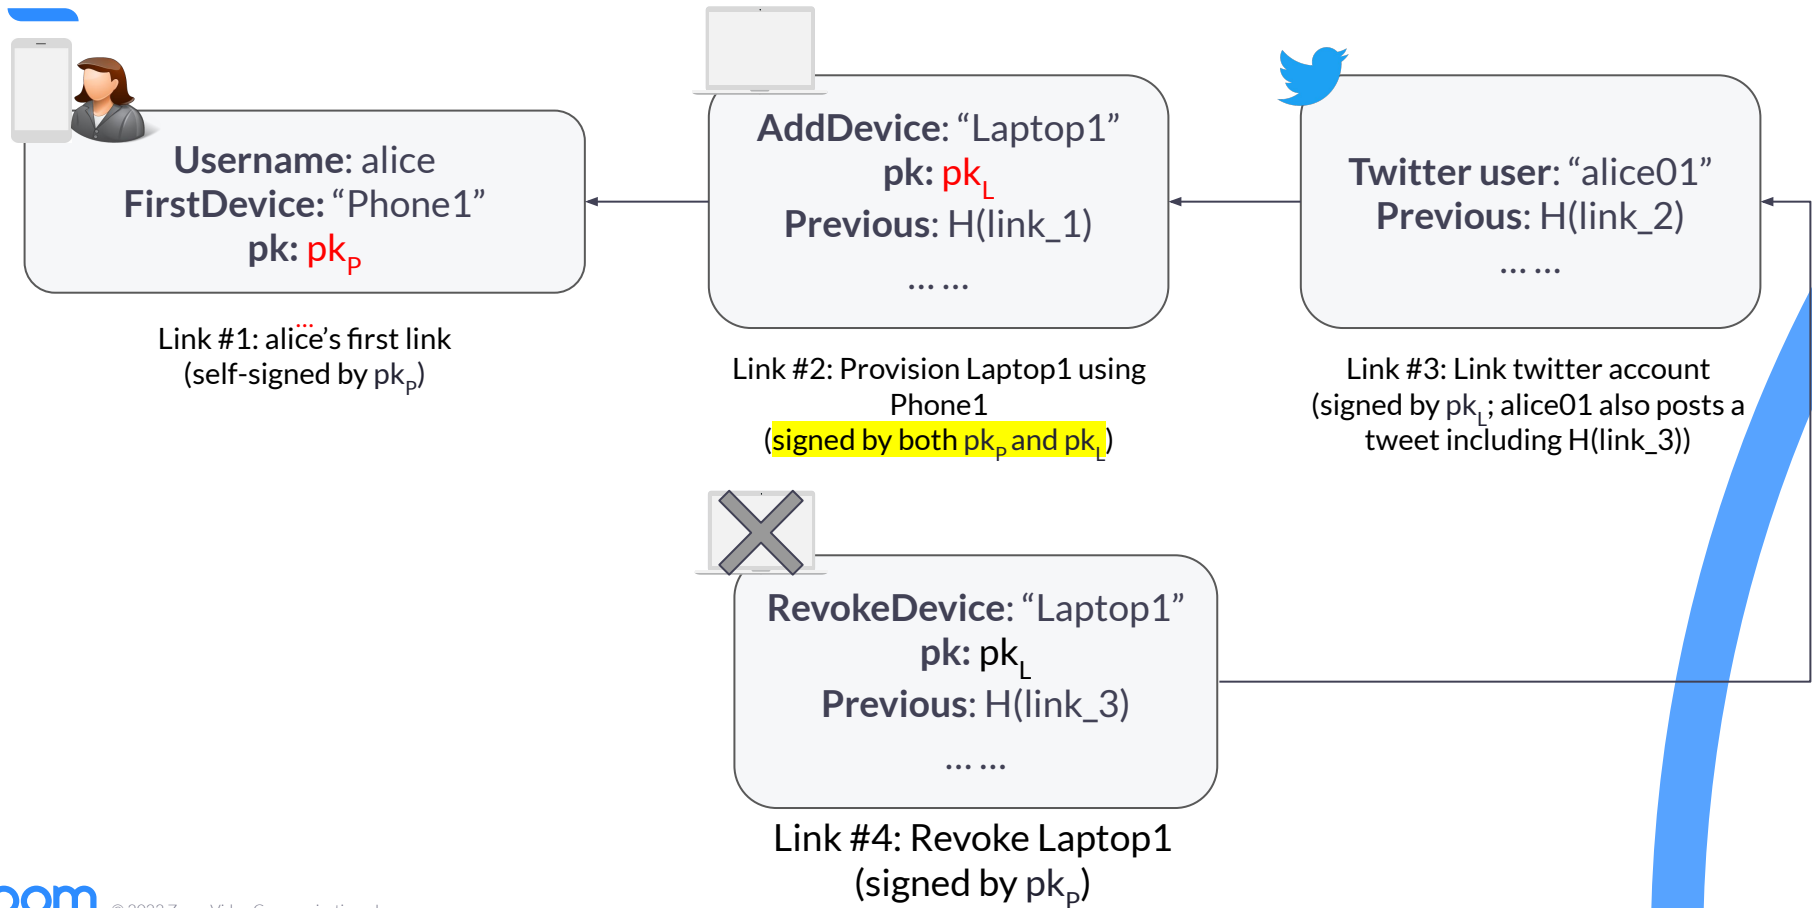 Username: alice
FirstDevice: “Phone1”
pk: pkP
...
Link #1: alice’s first link
(self-signed by pkP)
AddDevice: “Laptop1”
pk: pkL
Previous: H(link_1)
... ...
Link #2: Provision Laptop1 using
Phone1
(signed by both pkP and pkL)
Twitter user: “alice01”
Previous: H(link_2)
... ...
Link #3: Link twitter account
(signed by pkL; alice01 also posts a
tweet including H(link_3))
RevokeDevice: “Laptop1”
pk: pkL
Previous: H(link_3)
... ...
Link #4: Revoke Laptop1
(signed by pkP)